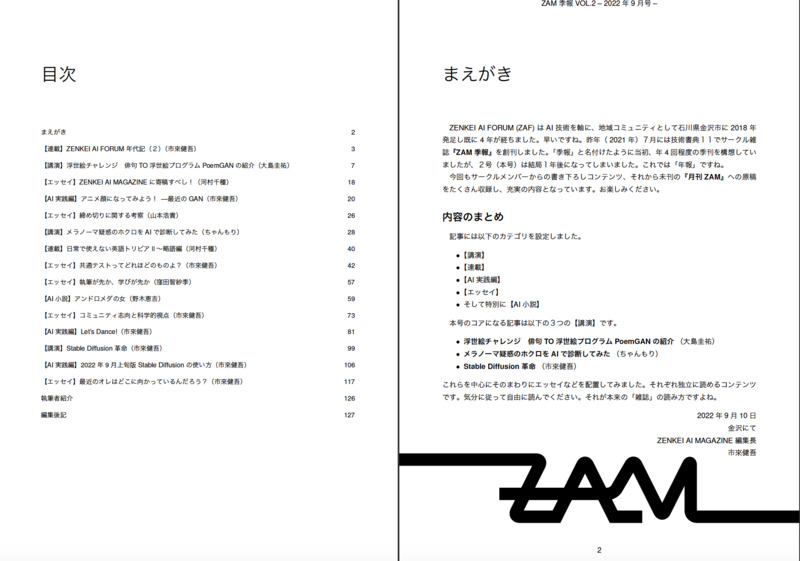 目次
まえがき 2
【連載】ZENKEI AI FORUM 年代記（2）（市來健吾） 3
【講演】浮世絵チャレンジ　俳句 TO 浮世絵プログラム PoemGAN の紹介（大島圭祐） 7
【エッセイ】ZENKEI AI MAGAZINE に寄稿すべし！（河村千種） 18
【AI 実践編】アニメ顔になってみよう！ —最近の GAN（市來健吾） 20
【エッセイ】締め切りに関する考察（山本浩貴） 26
【講演】メラノーマ疑惑のホクロを AI で診断してみた（ちゃんもり） 28
【連載】日常で使えない英語トリビア II〜略語編（河村千種） 40
【エッセイ】共通テストってどれほどのものよ？（市來健吾） 42
【エッセイ】執筆が先か、学びが先か（窪田智紗季） 57
【AI 小説】アンドロメダの女（野木恵吉） 59
【エッセイ】コミュニティ志向と科学的視点（市來健吾） 73
【AI 実践編】Let's Dance!（市來健吾） 81
【講演】Stable Diffusion 革命（市來健吾） 99
【AI 実践編】2022 年 9 月上旬版 Stable Diffusion の使い方（市來健吾） 106
【エッセイ】最近のオレはどこに向かっているんだろう？（市來健吾） 117
執筆者紹介 126
編集後記 127
ZAM 季報 VOL.2 – 2022 年 9 月号 –
まえがき
ZENKEI AI FORUM (ZAF) は AI 技術を軸に、地域コミュニティとして石川県金沢市に 2018 年
発足し既に 4 年が経ちました。早いですね。昨年（ 2021 年）７月には技術書典１１でサークル雑
誌『ZAM 季報』を創刊しました。「季報」と名付けたように当初、年 4 回程度の季刊を構想してい
ましたが、２号（本号）は結局１年後になってしまいました。これでは「年報」ですね。
今回もサークルメンバーからの書き下ろしコンテンツ、それから未刊の『月刊 ZAM』への原稿
をたくさん収録し、充実の内容となっています。お楽しみください。
内容のまとめ
記事には以下のカテゴリを設定しました。
• 【講演】
• 【連載】
• 【AI 実践編】
• 【エッセイ】
• そして特別に【AI 小説】
本号のコアになる記事は以下の３つの【講演】です。
• 浮世絵チャレンジ　俳句 TO 浮世絵プログラム PoemGAN の紹介 （大島圭祐）
• メラノーマ疑惑のホクロを AI で診断してみた （ちゃんもり）
• Stable Diffusion 革命 （市來健吾）
これらを中心にそのまわりにエッセイなどを配置してみました。それぞれ独立に読めるコンテンツ
です。気分に従って自由に読んでください。それが本来の「雑誌」の読み方ですよね。
2022 年 9 月 10 日
金沢にて
ZENKEI AI MAGAZINE 編集長
市來健吾
ZAM
2